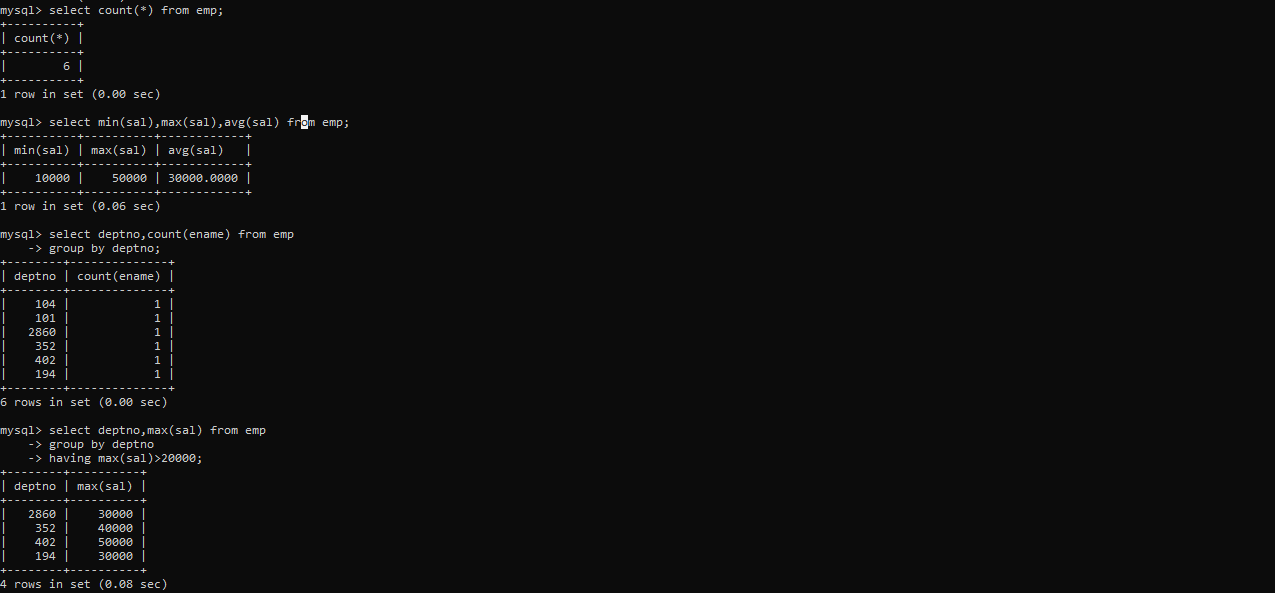 mysql> select count(*) from emp;
+----------+
| count(*) |
+----------+
|        6 |
+----------+
1 row in set (0.00 sec)

mysql> select min(sal),max(sal),avg(sal) from emp;
+----------+----------+------------+
| min(sal) | max(sal) | avg(sal)   |
+----------+----------+------------+
|    10000 |    50000 | 30000.0000 |
+----------+----------+------------+
1 row in set (0.06 sec)

mysql> select deptno,count(ename) from emp
    -> group by deptno;
+--------+--------------+
| deptno | count(ename) |
+--------+--------------+
|    104 |            1 |
|    101 |            1 |
|   2860 |            1 |
|    352 |            1 |
|    402 |            1 |
|    194 |            1 |
+--------+--------------+
6 rows in set (0.00 sec)

mysql> select deptno,max(sal) from emp
    -> group by deptno
    -> having max(sal)>20000;
+--------+----------+
| deptno | max(sal) |
+--------+----------+
|   2860 |    30000 |
|    352 |    40000 |
|    402 |    50000 |
|    194 |    30000 |
+--------+----------+
4 rows in set (0.08 sec)